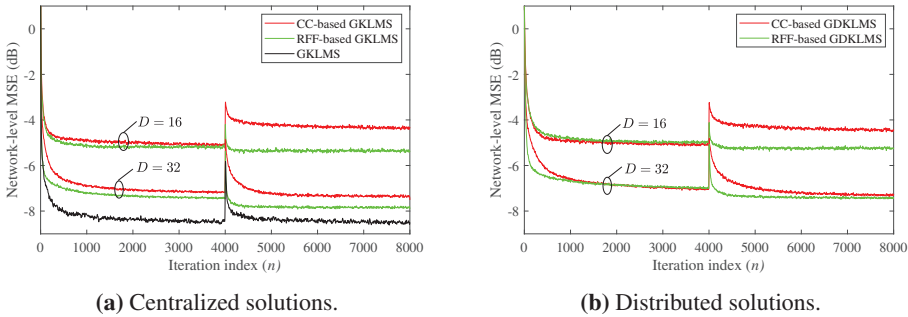 CC-based GKLMS
RFF-based GKLMS
GKLMS
Network-level MSE (dB)
0
-2
-4
-6
-8
D = 16
D = 32
0 1000 2000 3000 4000 5000 6000 7000 8000
Iteration index (n)
(a) Centralized solutions.
CC-based GDKLMS
RFF-based GDKLMS
Network-level MSE (dB)
0
-2
-4
-6
-8
D = 16
D = 32
0 1000 2000 3000 4000 5000 6000 7000 8000
Iteration index (n)
(b) Distributed solutions.